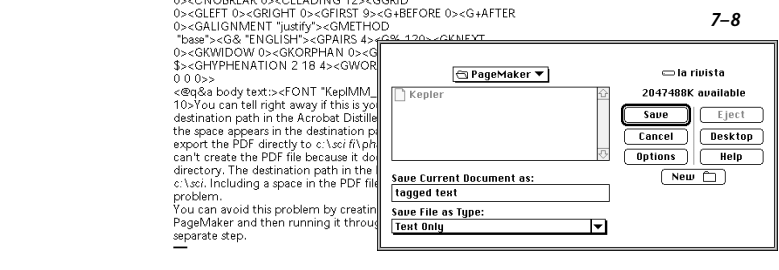 0><CNOBREAK 0><CLEADING 12><GGRID
0><GLEFT 0><GRIGHT 0><GFIRST 9><G+BEFORE 0><G+AFTER
0><GALIGNMENT "justify"><GMETHOD
"base"><G& "ENGLISH"><GPAIRS 4><G% 120><GKNEXT
0><GKWIDOW 0><GKORPHAN 0><G
$><GHYPHENATION 2 18 4><GWOR
0 0 0>>
<@q&a body text:><FONT "KeplMM_
10>You can tell right away if this is you
destination path in the Acrobat Distille
the space appears in the destination pa
export the PDF directly to c:\sci fi\pha
can't create the PDF file because it doe
directory. The destination path in the
c:\sci. Including a space in the PDF file
problem.
You can avoid this problem by creatin
PageMaker and then running it throug
separate step.
7–8
PageMaker
Kepler
la rivista
2047488K available
Save
Eject
Cancel
Desktop
Options
Help
New
Save Current Document as:
tagged text
Save File as Type:
Text Only